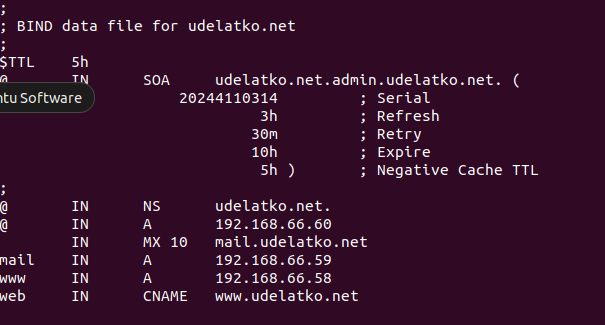 ;
; BIND data file for udelatko.net
;
$TTL 5h
@ IN SOA udelatko.net.admin.udelatko.net. (
ntu Software
20244110314 ; Serial
3h ; Refresh
30m ; Retry
10h ; Expire
5h ) ; Negative Cache TTL
;
@ IN NS udelatko.net.
@ IN A 192.168.66.60
IN MX 10 mail.udelatko.net
mail IN A 192.168.66.59
www IN A 192.168.66.58
web IN CNAME www.udelatko.net